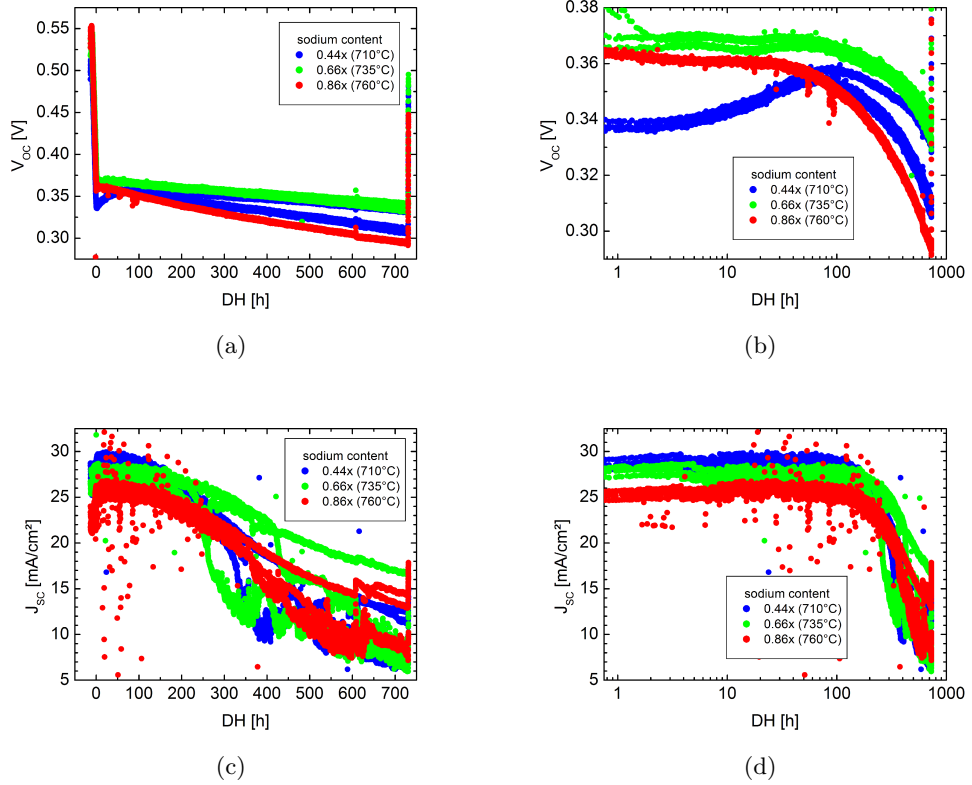 sodium content
0.44x (710°C)
0.66x (735°C)
0.86x (760°C)
0.55
0.50
0.45
0.40
0.35
0.30
V_OC [V]
0 100 200 300 400 500 600 700
DH [h]
(a)
0.38
0.36
0.34
0.32
0.30
V_OC [V]
sodium content
0.44x (710°C)
0.66x (735°C)
0.86x (760°C)
1 10 100 1000
DH [h]
(b)
30
25
20
15
10
5
J_SC [mA/cm²]
sodium content
0.44x (710°C)
0.66x (735°C)
0.86x (760°C)
0 100 200 300 400 500 600 700
DH [h]
(c)
30
25
20
15
10
5
J_SC [mA/cm²]
sodium content
0.44x (710°C)
0.66x (735°C)
0.86x (760°C)
1 10 100 1000
DH [h]
(d)